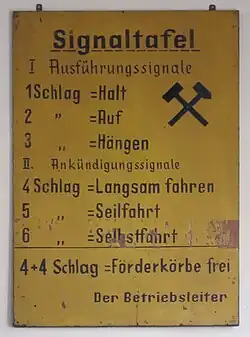 Signaltafel
I Ausführungssignale
1 Schlag = Halt
2 " = Auf
3 " = Hängen
II. Ankündigungssignale
4 Schlag = Langsam fahren
5 " = Seilfahrt
6 " = Selbstfahrt
4+4 Schlag = Förderkörbe frei
Der Betriebsleiter